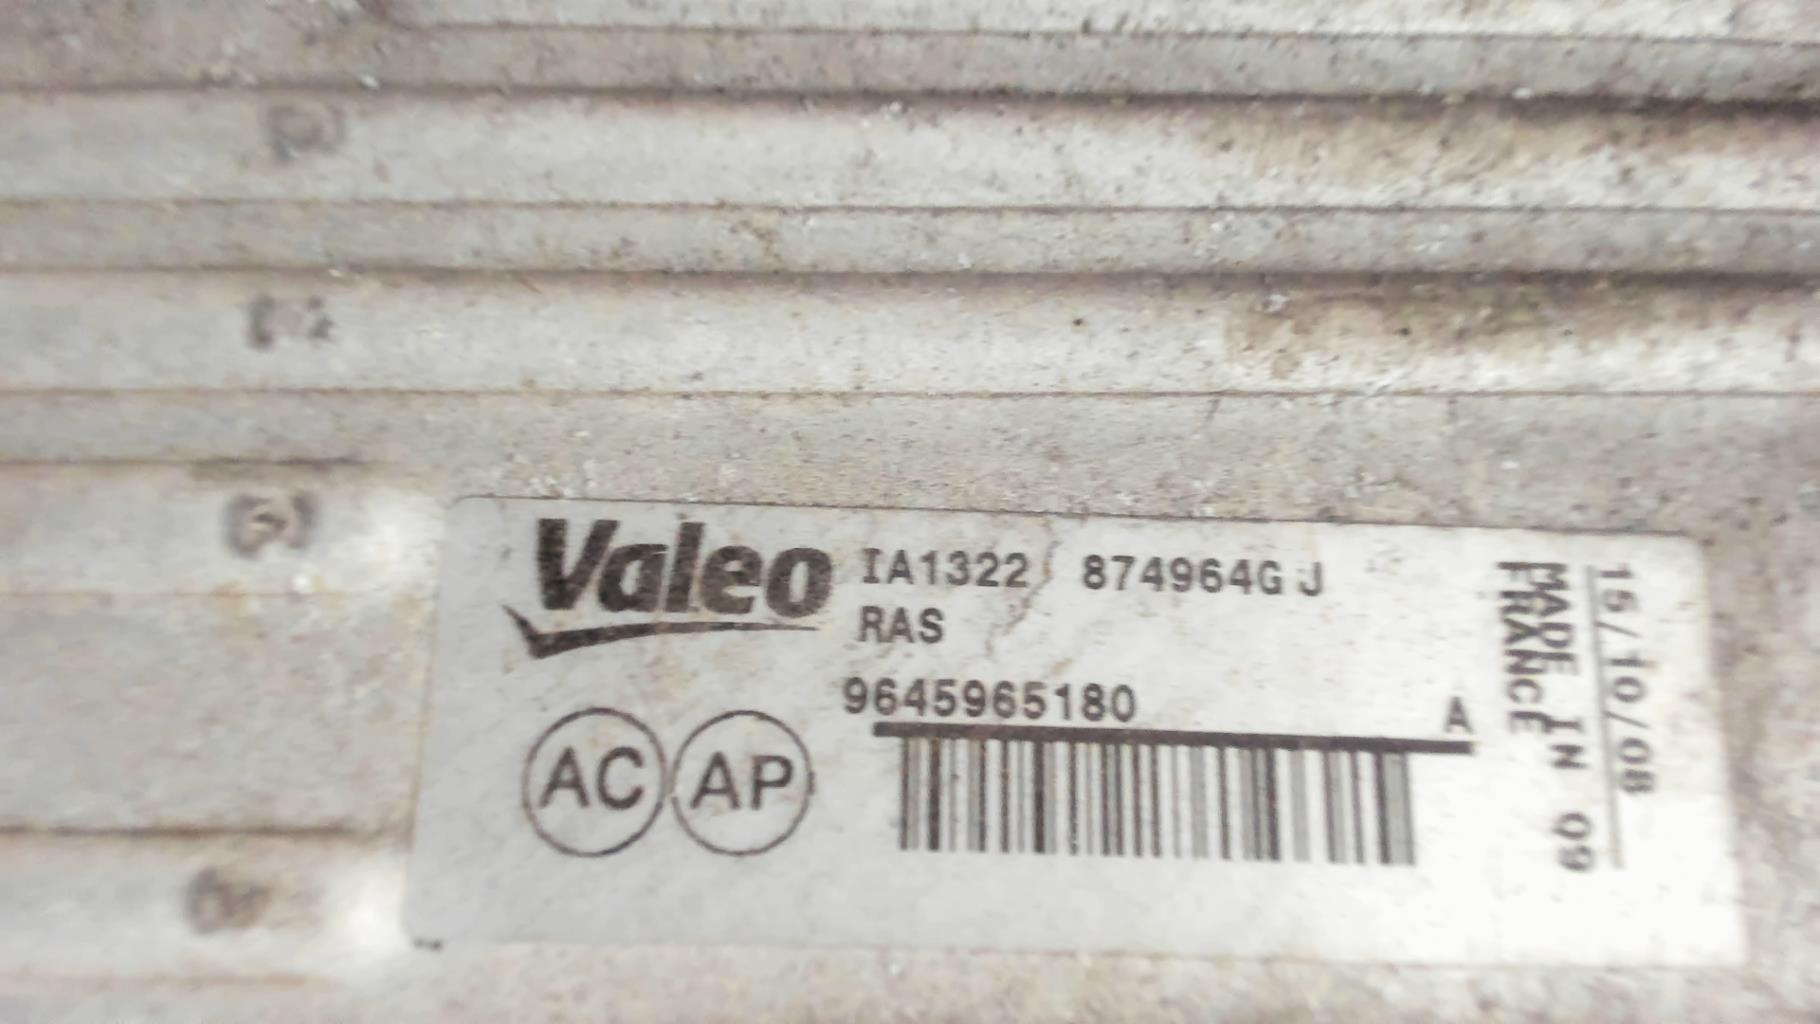 Valeo IA1322 874964G J
RAS
9645965180 A
AC AP
15/10/08
MADE IN 09
FRANCE